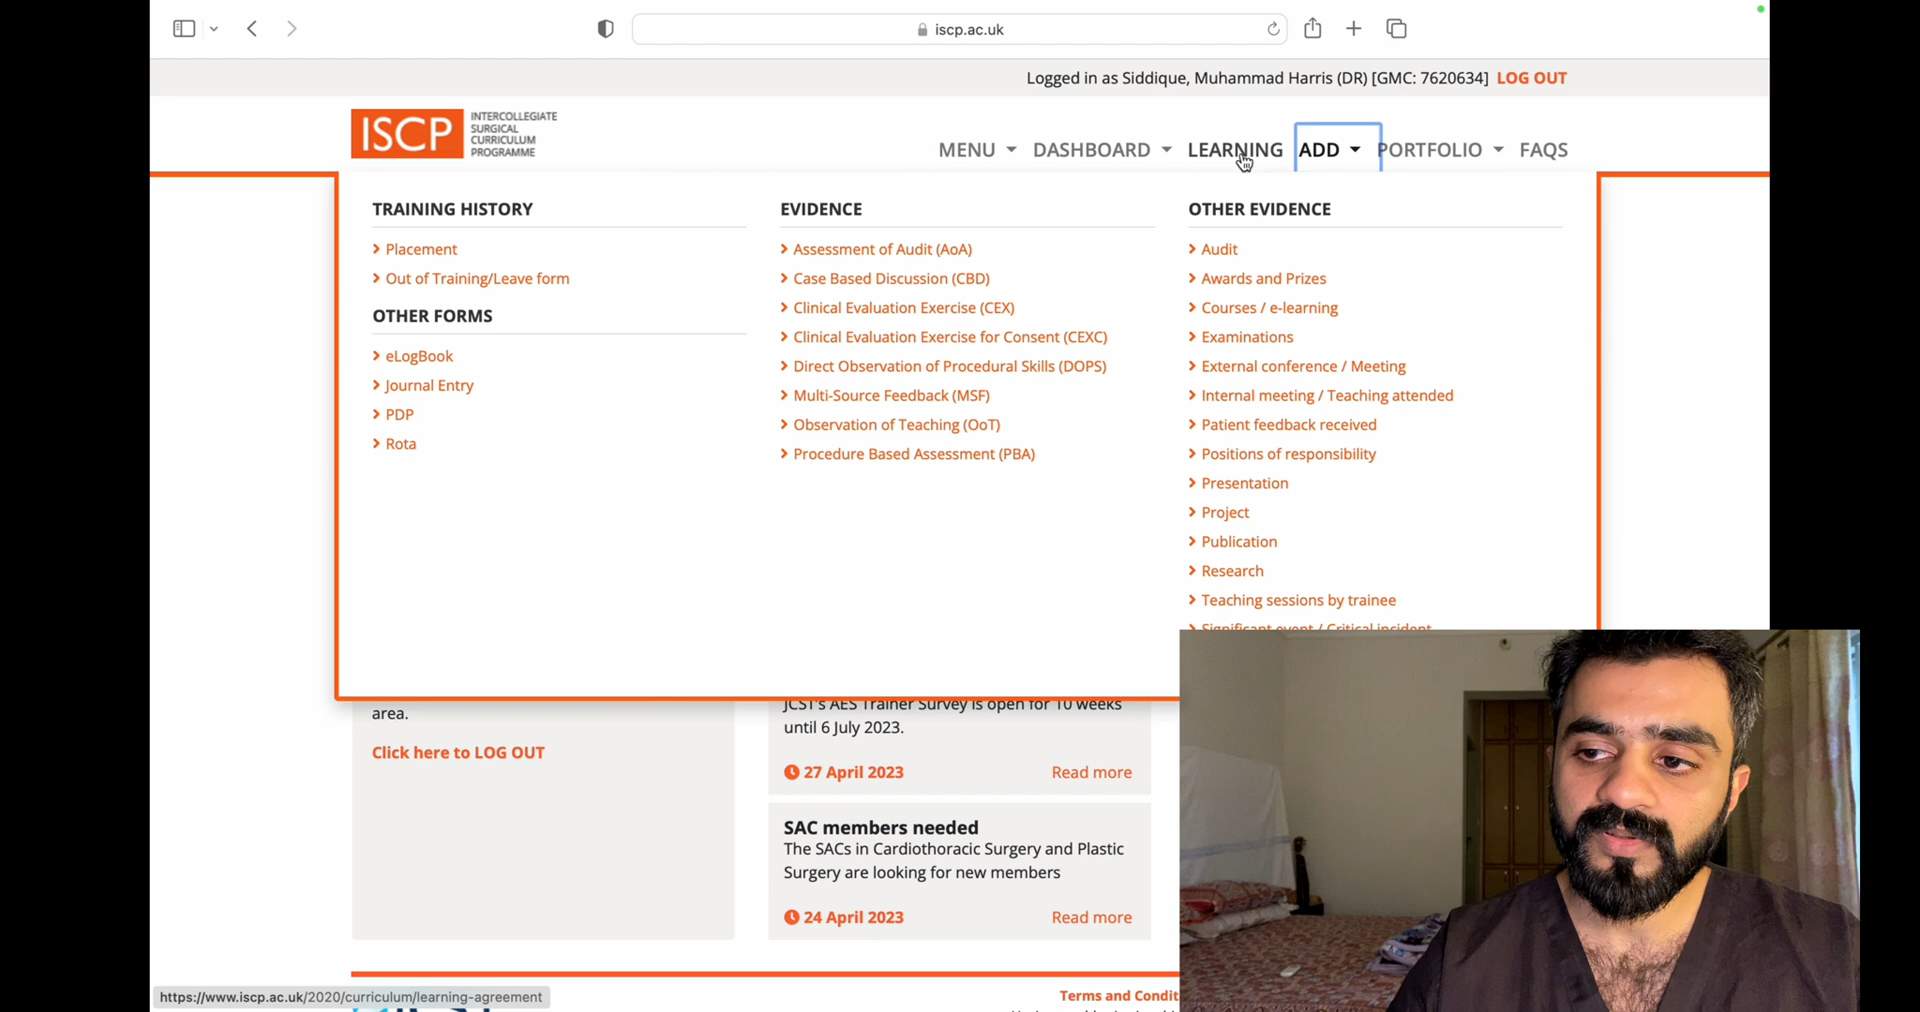 iscp.ac.uk
Logged in as Siddique, Muhammad Harris (DR) [GMC: 7620634] LOG OUT
ISCP
INTERCOLLEGIATE
SURGICAL
CURRICULUM
PROGRAMME
MENU DASHBOARD LEARNING ADD PORTFOLIO FAQS
TRAINING HISTORY
Placement
Out of Training/Leave form
OTHER FORMS
eLogBook
Journal Entry
PDP
Rota
EVIDENCE
Assessment of Audit (AoA)
Case Based Discussion (CBD)
Clinical Evaluation Exercise (CEX)
Clinical Evaluation Exercise for Consent (CEXC)
Direct Observation of Procedural Skills (DOPS)
Multi-Source Feedback (MSF)
Observation of Teaching (OoT)
Procedure Based Assessment (PBA)
OTHER EVIDENCE
Audit
Awards and Prizes
Courses / e-learning
Examinations
External conference / Meeting
Internal meeting / Teaching attended
Patient feedback received
Positions of responsibility
Presentation
Project
Publication
Research
Teaching sessions by trainee
Significant event / Critical incident
area.
Click here to LOG OUT
JCST's AES Trainer Survey is open for 10 weeks
until 6 July 2023.
27 April 2023 Read more
SAC members needed
The SACs in Cardiothoracic Surgery and Plastic
Surgery are looking for new members
24 April 2023 Read more
Terms and Condit
https://www.iscp.ac.uk/2020/curriculum/learning-agreement